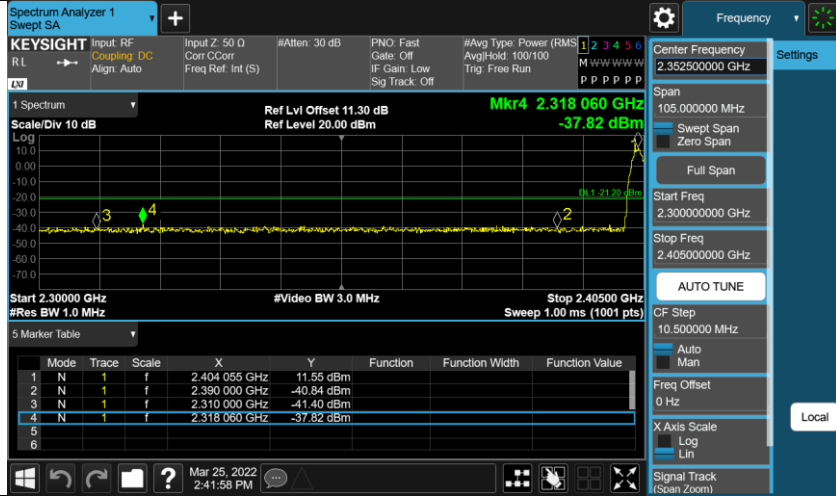 Spectrum Analyzer 1
Swept SA
Frequency
KEYSIGHT
R L
LXI
Input: RF
Coupling: DC
Align: Auto
Input Z: 50 Ω
Corr CCorr
Freq Ref: Int (S)
#Atten: 30 dB
PNO: Fast
Gate: Off
IF Gain: Low
Sig Track: Off
#Avg Type: Power (RMS
Avg|Hold: 100/100
Trig: Free Run
1 2 3 4 5 6
M W W W W W
P P P P P P
1 Spectrum
Scale/Div 10 dB
Log
Ref Lvl Offset 11.30 dB
Ref Level 20.00 dBm
Mkr4 2.318 060 GHz
-37.82 dBm
10.0
0.00
-10.0
-20.0
-30.0
-40.0
-50.0
-60.0
-70.0
DL1 -21.20 dBm
3
4
2
Start 2.30000 GHz
#Video BW 3.0 MHz
Stop 2.40500 GHz
#Res BW 1.0 MHz
Sweep 1.00 ms (1001 pts)
5 Marker Table
Mode Trace Scale X Y Function Function Width Function Value
1 N 1 f 2.404 055 GHz 11.55 dBm
2 N 1 f 2.390 000 GHz -40.84 dBm
3 N 1 f 2.310 000 GHz -41.40 dBm
4 N 1 f 2.318 060 GHz -37.82 dBm
5
6
?
Mar 25, 2022
2:41:58 PM
Center Frequency
2.352500000 GHz
Settings
Span
105.000000 MHz
Swept Span
Zero Span
Full Span
Start Freq
2.300000000 GHz
Stop Freq
2.405000000 GHz
AUTO TUNE
CF Step
10.500000 MHz
Auto
Man
Freq Offset
0 Hz
Local
X Axis Scale
Log
Lin
Signal Track
(Span Zoom)